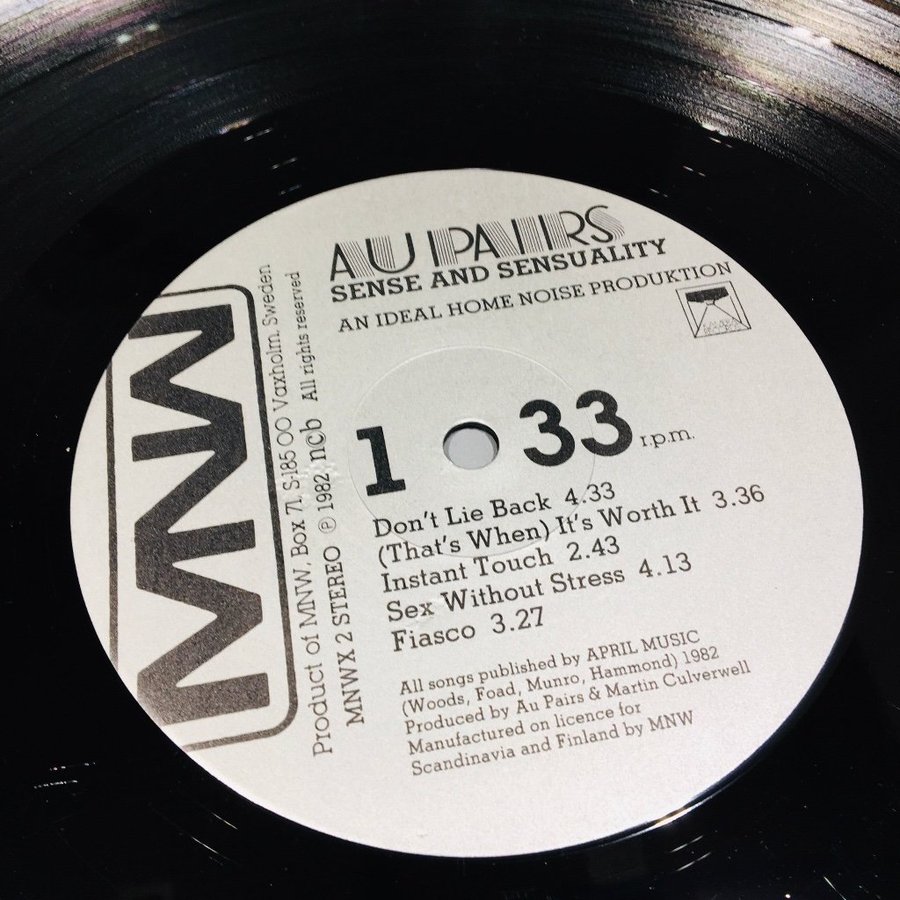 AU PAIRS
SENSE AND SENSUALITY
AN IDEAL HOME NOISE PRODUKTION
MNW
Product of MNW, Box 71, S-185 00 Vaxholm, Sweden
MNWX 2 STEREO ℗ 1982 ncb All rights reserved
1 33 r.p.m.
Don't Lie Back 4.33
(That's When) It's Worth It 3.36
Instant Touch 2.43
Sex Without Stress 4.13
Fiasco 3.27
All songs published by APRIL MUSIC
(Woods, Foad, Munro, Hammond) 1982
Produced by Au Pairs & Martin Culverwell
Manufactured on licence for
Scandinavia and Finland by MNW